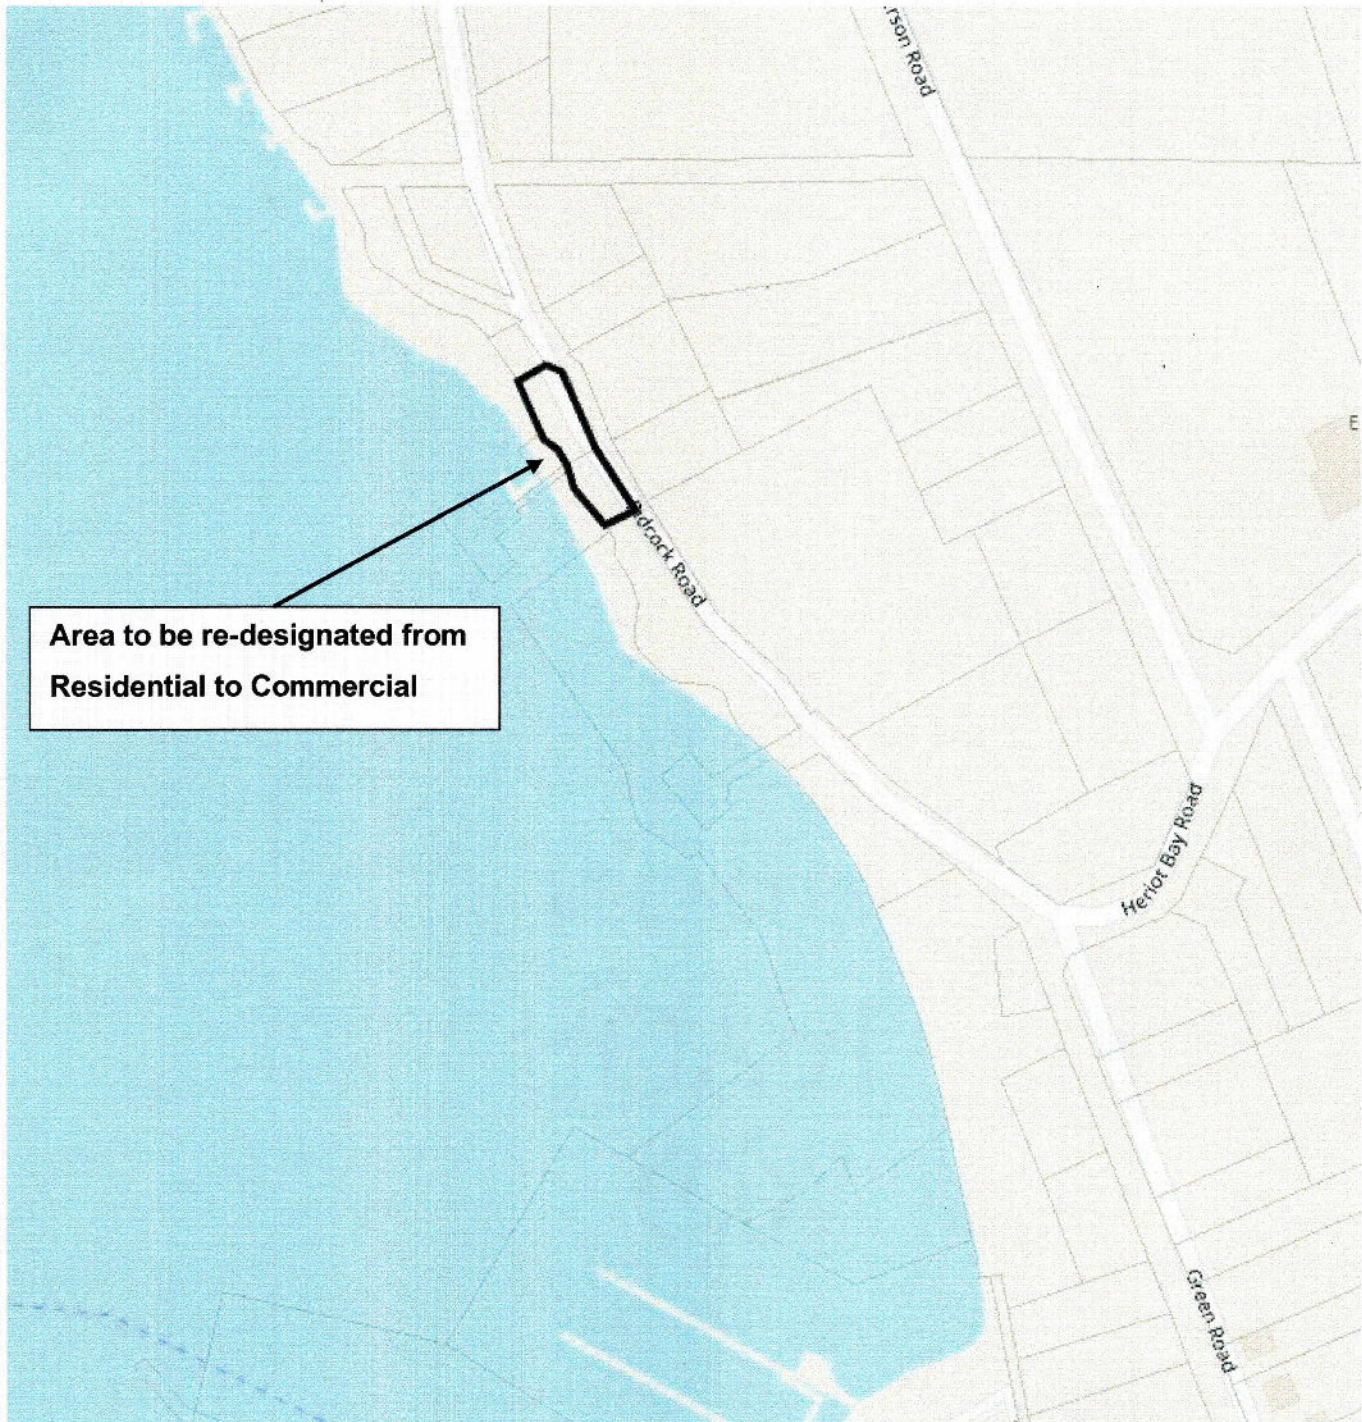 rson Road
E
dcock Road
Area to be re-designated from
Residential to Commercial
Heriot Bay Road
Green Road